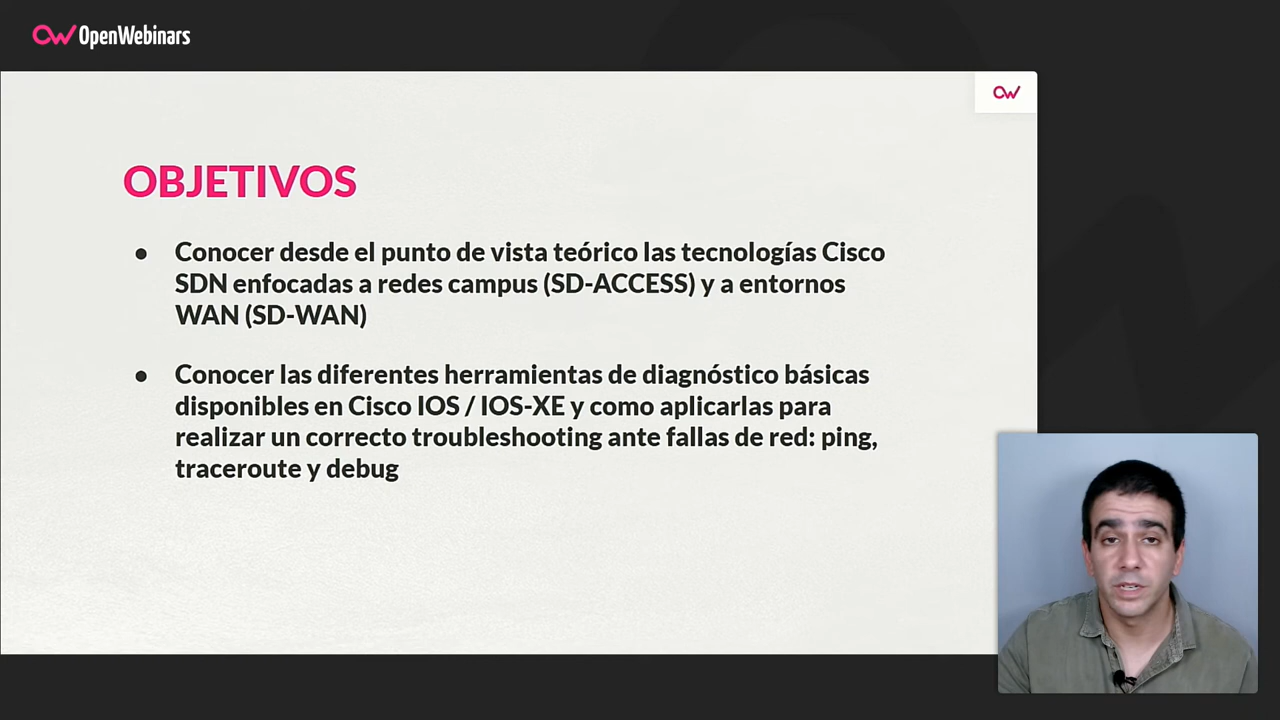 OpenWebinars
OBJETIVOS
● Conocer desde el punto de vista teórico las tecnologías Cisco
SDN enfocadas a redes campus (SD-ACCESS) y a entornos
WAN (SD-WAN)
● Conocer las diferentes herramientas de diagnóstico básicas
disponibles en Cisco IOS / IOS-XE y como aplicarlas para
realizar un correcto troubleshooting ante fallas de red: ping,
traceroute y debug